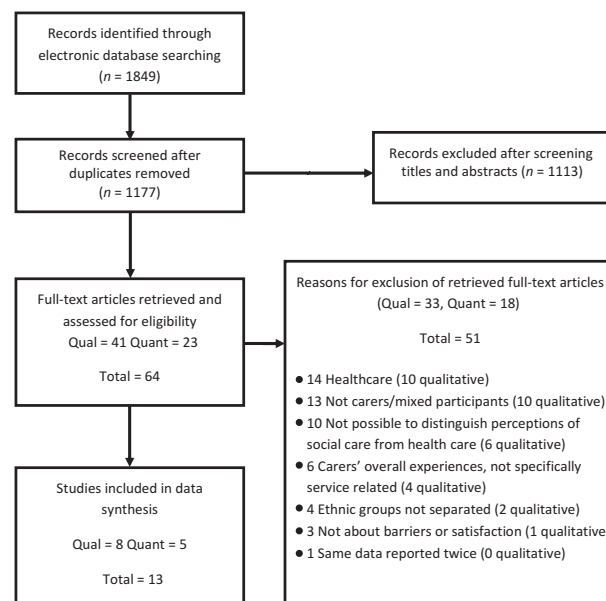 Records identified through
electronic database searching
(n = 1849)
Records screened after
duplicates removed
(n = 1177)
Records excluded after screening
titles and abstracts (n = 1113)
Full-text articles retrieved and
assessed for eligibility
Qual = 41 Quant = 23
Total = 64
Reasons for exclusion of retrieved full-text articles
(Qual = 33, Quant = 18)
Total = 51
● 14 Healthcare (10 qualitative)
● 13 Not carers/mixed participants (10 qualitative)
● 10 Not possible to distinguish perceptions of
social care from health care (6 qualitative)
● 6 Carers’ overall experiences, not specifically
service related (4 qualitative)
● 4 Ethnic groups not separated (2 qualitative)
● 3 Not about barriers or satisfaction (1 qualitative
● 1 Same data reported twice (0 qualitative)
Studies included in data
synthesis
Qual = 8 Quant = 5
Total = 13